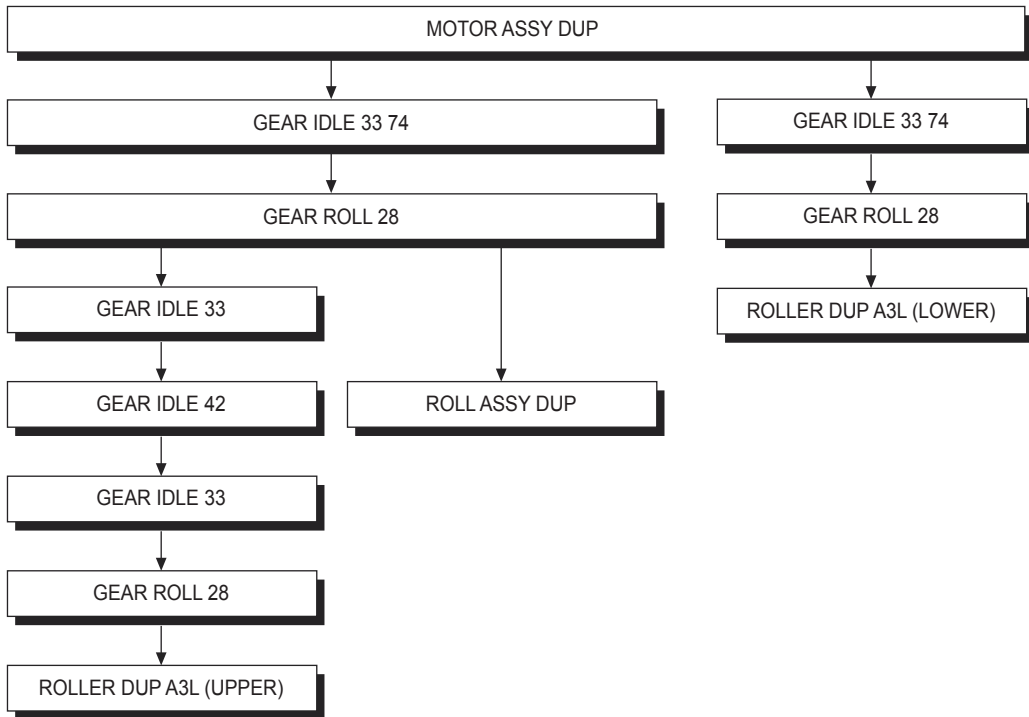 MOTOR ASSY DUP
GEAR IDLE 33 74
GEAR IDLE 33 74
GEAR ROLL 28
GEAR ROLL 28
GEAR IDLE 33
ROLLER DUP A3L (LOWER)
GEAR IDLE 42
ROLL ASSY DUP
GEAR IDLE 33
GEAR ROLL 28
ROLLER DUP A3L (UPPER)